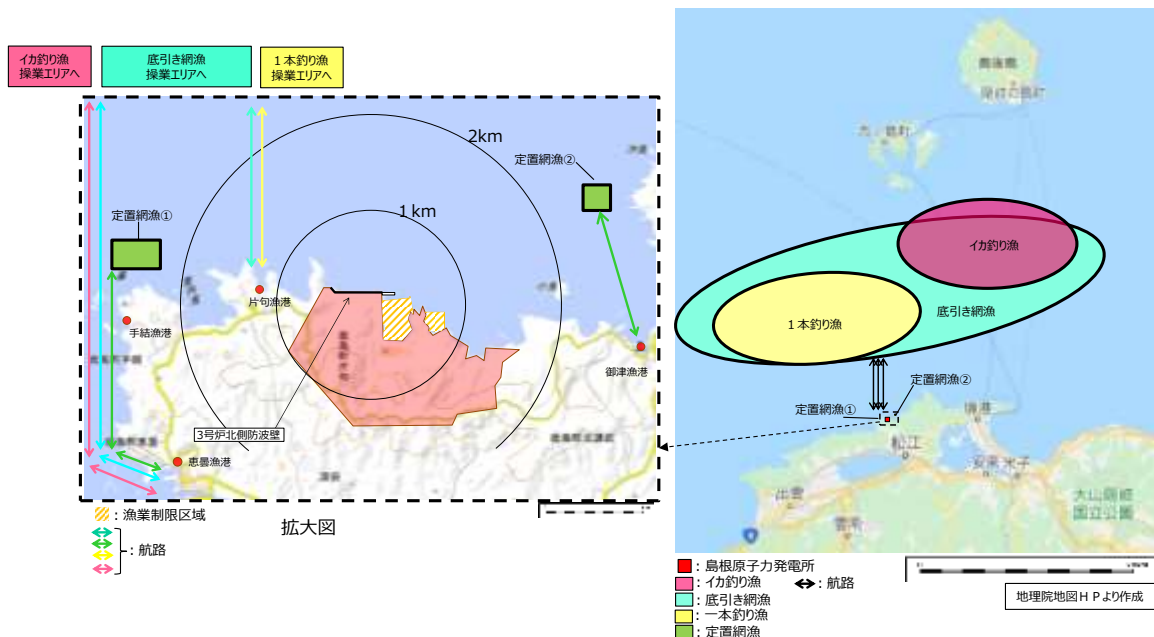 イカ釣り漁
操業エリアへ
底引き網漁
操業エリアへ
1本釣り漁
操業エリアへ
2km
1km
定置網漁①
定置網漁②
片句漁港
手結漁港
御津漁港
恵曇漁港
3号炉北側防波壁
：漁業制限区域
：航路
拡大図
イカ釣り漁
底引き網漁
1本釣り漁
定置網漁②
定置網漁①
松江
境港
安来
米子
出雲
大山隠岐
国立公園
：島根原子力発電所
：イカ釣り漁
：航路
：底引き網漁
：一本釣り漁
：定置網漁
地理院地図ＨＰより作成